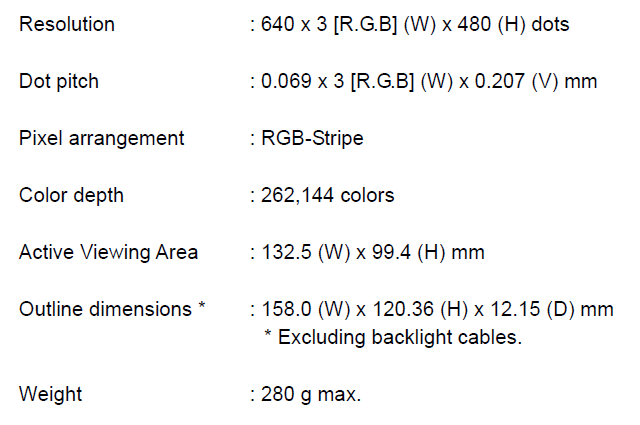 Resolution : 640 x 3 [R.G.B] (W) x 480 (H) dots
Dot pitch : 0.069 x 3 [R.G.B] (W) x 0.207 (V) mm
Pixel arrangement : RGB-Stripe
Color depth : 262,144 colors
Active Viewing Area : 132.5 (W) x 99.4 (H) mm
Outline dimensions * : 158.0 (W) x 120.36 (H) x 12.15 (D) mm
* Excluding backlight cables.
Weight : 280 g max.